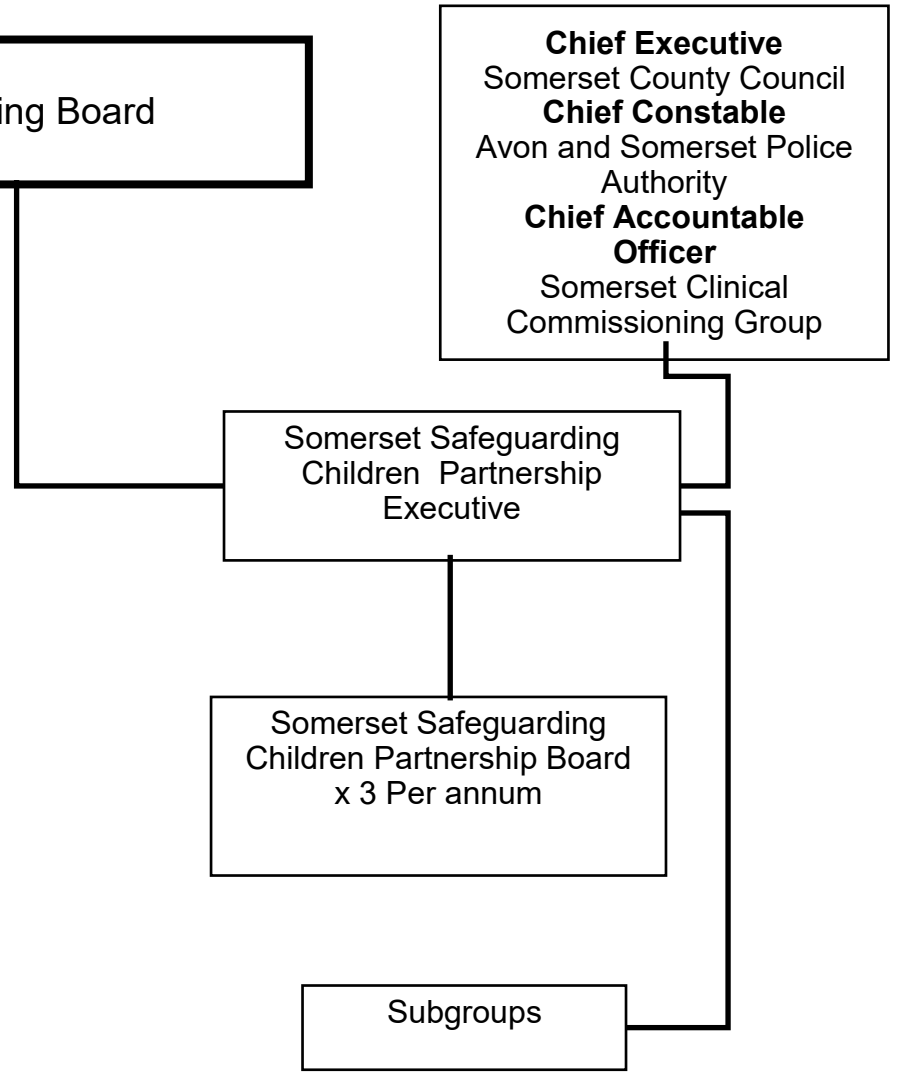 ing Board
Chief Executive
Somerset County Council
Chief Constable
Avon and Somerset Police
Authority
Chief Accountable
Officer
Somerset Clinical
Commissioning Group
Somerset Safeguarding
Children Partnership
Executive
Somerset Safeguarding
Children Partnership Board
x 3 Per annum
Subgroups